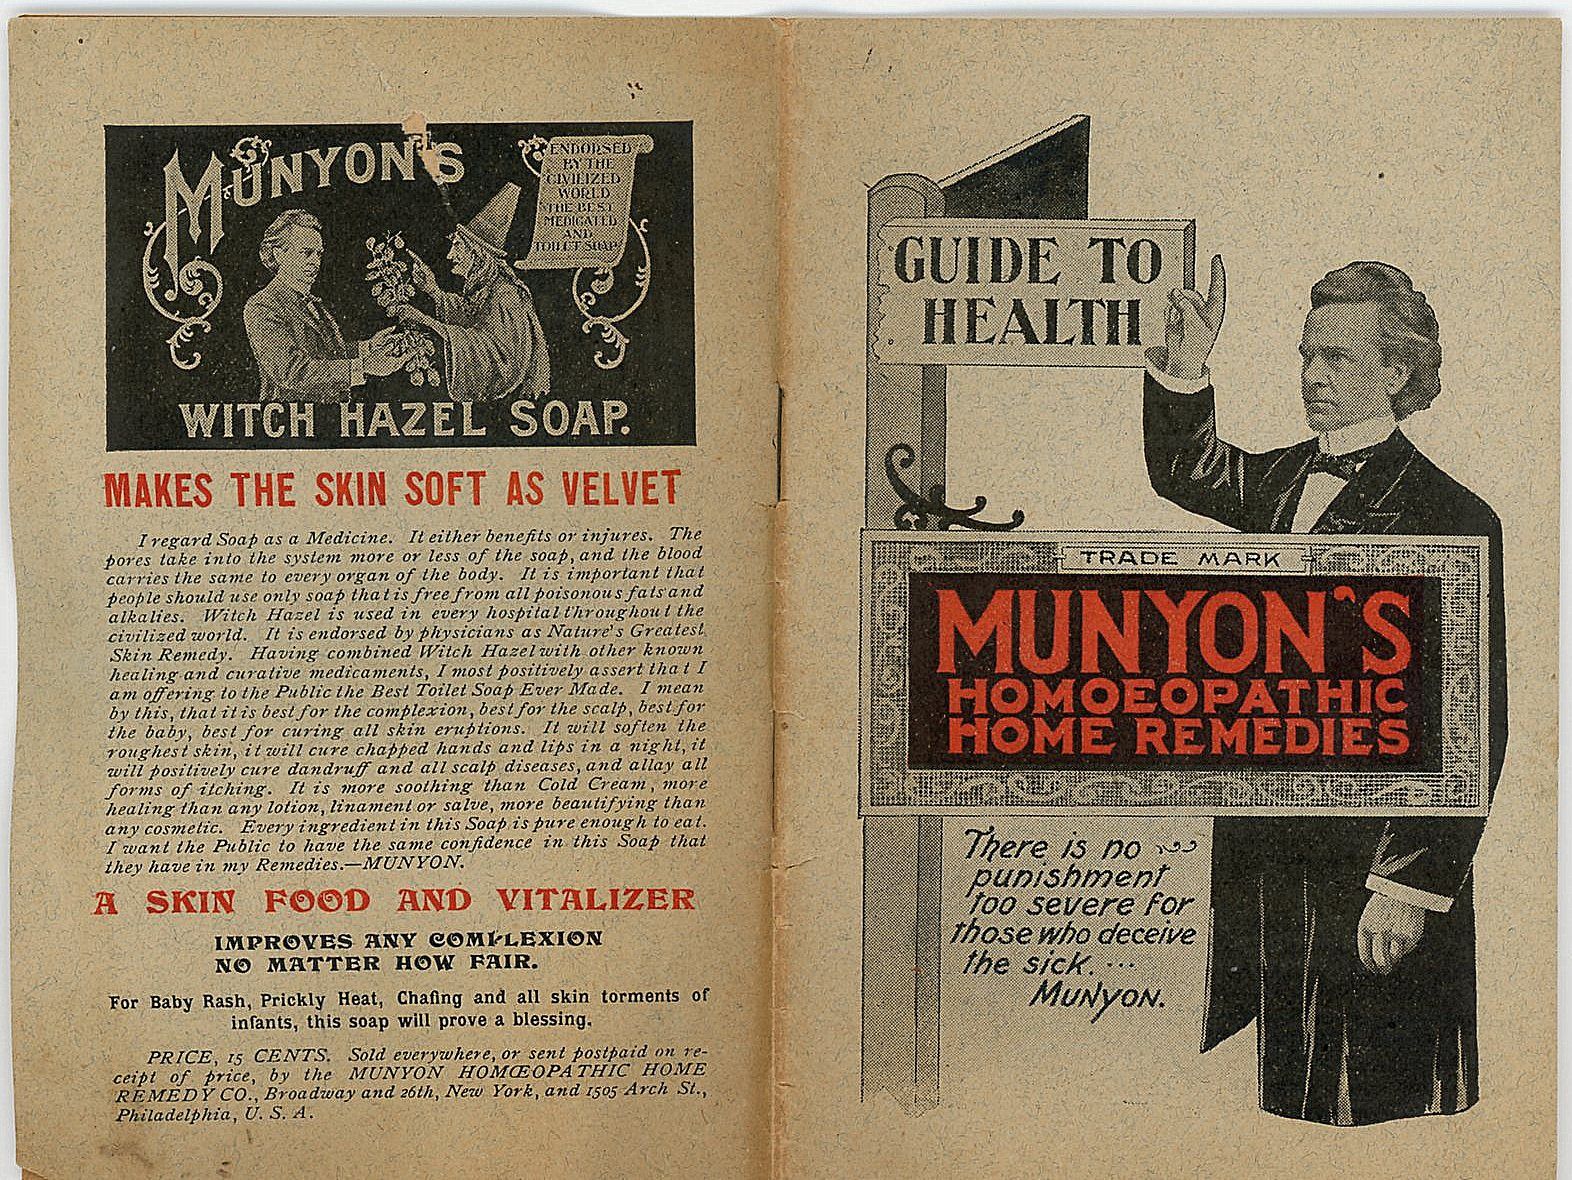 MUNYON'S
ENDORSED
BY THE
CIVILIZED
WORLD
THE BEST
MEDICATED
AND
TOILET SOAP
WITCH HAZEL SOAP.
MAKES THE SKIN SOFT AS VELVET
I regard Soap as a Medicine. It either benefits or injures. The
pores take into the system more or less of the soap, and the blood
carries the same to every organ of the body. It is important that
people should use only soap that is free from all poisonous fats and
alkalies. Witch Hazel is used in every hospital throughout the
civilized world. It is endorsed by physicians as Nature's Greatest
Skin Remedy. Having combined Witch Hazel with other known
healing and curative medicaments, I most positively assert that I
am offering to the Public the Best Toilet Soap Ever Made. I mean
by this, that it is best for the complexion, best for the scalp, best for
the baby, best for curing all skin eruptions. It will soften the
roughest skin, it will cure chapped hands and lips in a night, it
will positively cure dandruff and all scalp diseases, and allay all
forms of itching. It is more soothing than Cold Cream, more
healing than any lotion, linament or salve, more beautifying than
any cosmetic. Every ingredient in this Soap is pure enough to eat.
I want the Public to have the same confidence in this Soap that
they have in my Remedies.—MUNYON.
A SKIN FOOD AND VITALIZER
IMPROVES ANY COMPLEXION
NO MATTER HOW FAIR.
For Baby Rash, Prickly Heat, Chafing and all skin torments of
infants, this soap will prove a blessing.
PRICE, 15 CENTS. Sold everywhere, or sent postpaid on re-
ceipt of price, by the MUNYON HOMŒOPATHIC HOME
REMEDY CO., Broadway and 26th, New York, and 1505 Arch St.,
Philadelphia, U. S. A.
GUIDE TO
HEALTH
TRADE MARK
MUNYON'S
HOMOEOPATHIC
HOME REMEDIES
There is no
punishment
too severe for
those who deceive
the sick. ...
MUNYON.